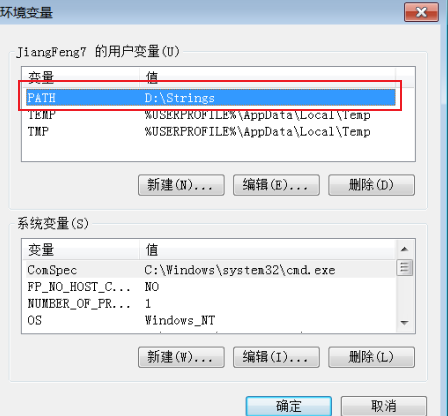 环境变量
JiangFeng7 的用户变量(U)
变量 值
PATH D:\Strings
TEMP %USERPROFILE%\AppData\Local\Temp
TMP %USERPROFILE%\AppData\Local\Temp
新建(N)... 编辑(E)... 删除(D)
系统变量(S)
变量 值
ComSpec C:\Windows\system32\cmd.exe
FP_NO_HOST_C... NO
NUMBER_OF_PR... 1
OS Windows_NT
新建(W)... 编辑(I)... 删除(L)
确定 取消